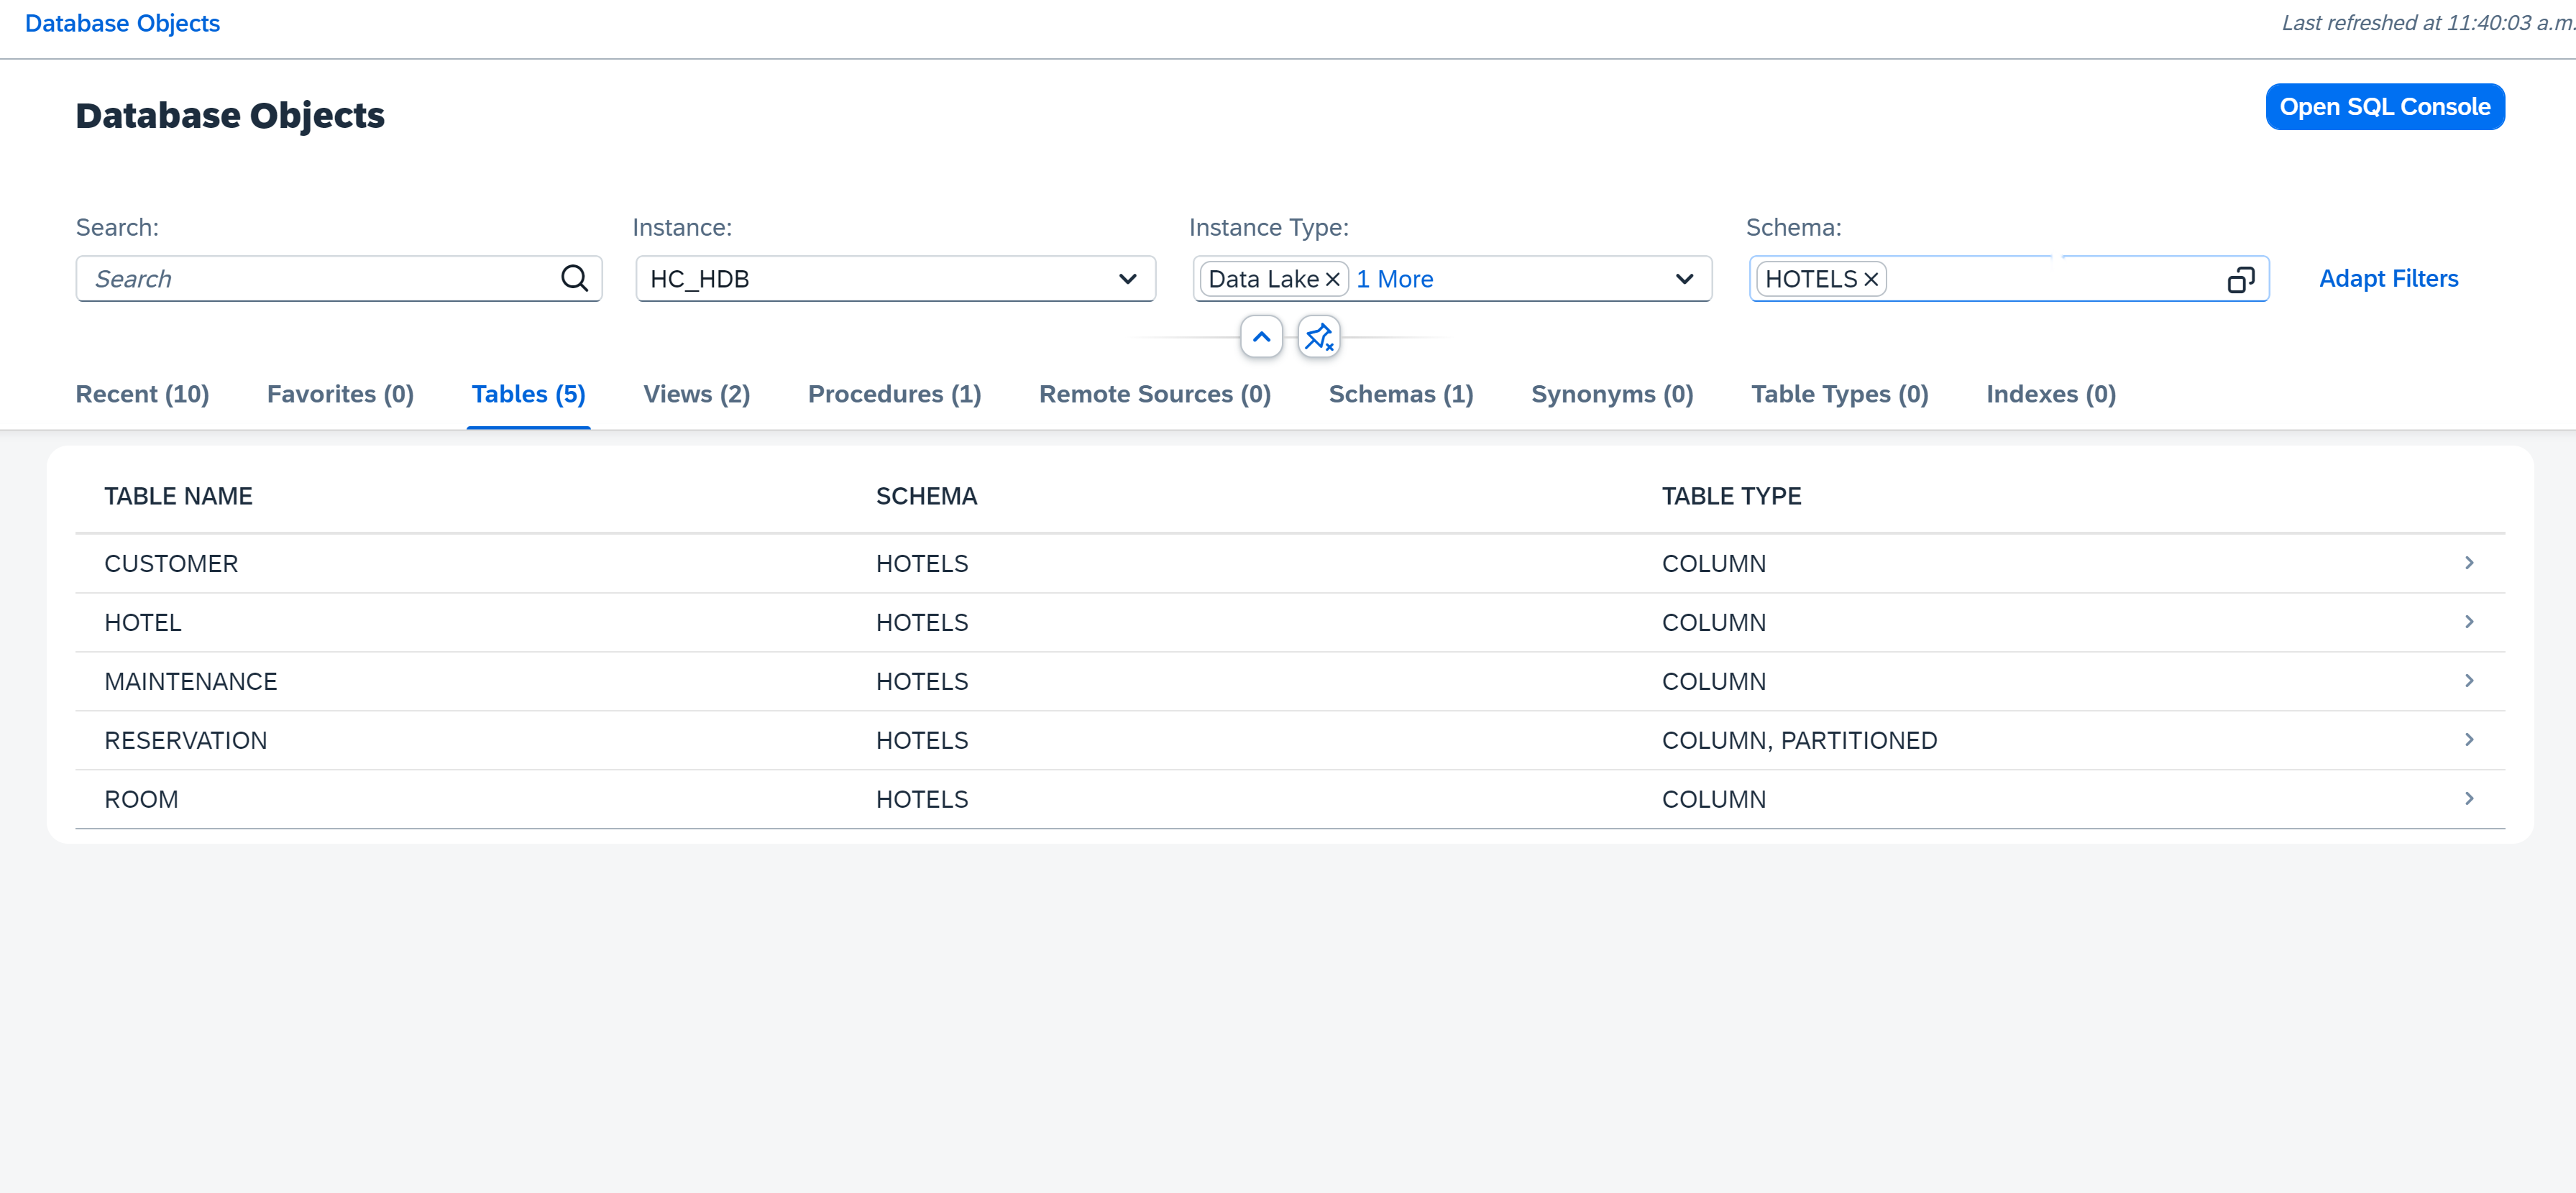 Database Objects
Last refreshed at 11:40:03 a.m.
Database Objects
Open SQL Console
Search:
Instance:
Instance Type:
Schema:
Search
HC_HDB
Data Lake
1 More
HOTELS
Adapt Filters
Recent (10)
Favorites (0)
Tables (5)
Views (2)
Procedures (1)
Remote Sources (0)
Schemas (1)
Synonyms (0)
Table Types (0)
Indexes (0)
TABLE NAME SCHEMA TABLE TYPE
CUSTOMER HOTELS COLUMN
HOTEL HOTELS COLUMN
MAINTENANCE HOTELS COLUMN
RESERVATION HOTELS COLUMN, PARTITIONED
ROOM HOTELS COLUMN